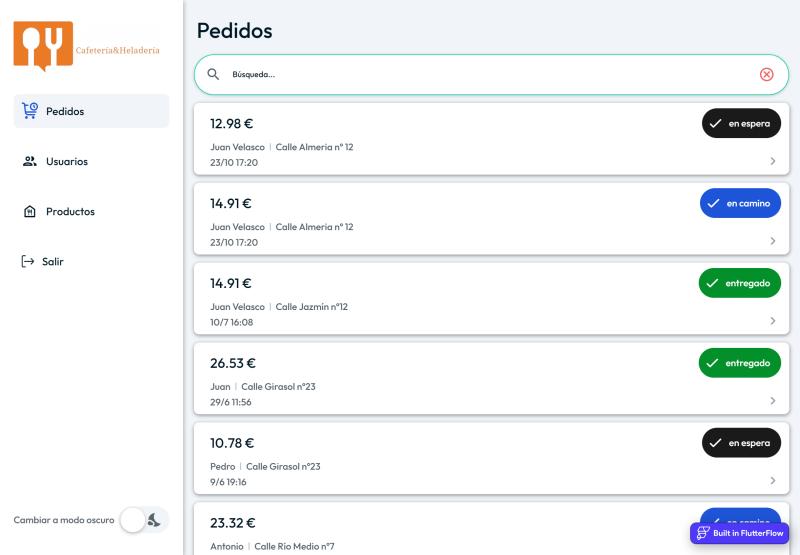 Cafetería&Heladería
Pedidos
Usuarios
Productos
Salir
Cambiar a modo oscuro
Pedidos
Búsqueda...
12.98 €
en espera
Juan Velasco | Calle Almeria nº 12
23/10 17:20
14.91 €
en camino
Juan Velasco | Calle Almeria nº 12
23/10 17:20
14.91 €
entregado
Juan Velasco | Calle Jazmín nº12
10/7 16:08
26.53 €
entregado
Juan | Calle Girasol nº23
29/6 11:56
10.78 €
en espera
Pedro | Calle Girasol nº23
9/6 19:16
23.32 €
en camino
Antonio | Calle Rio Medio nº7
Built in FlutterFlow